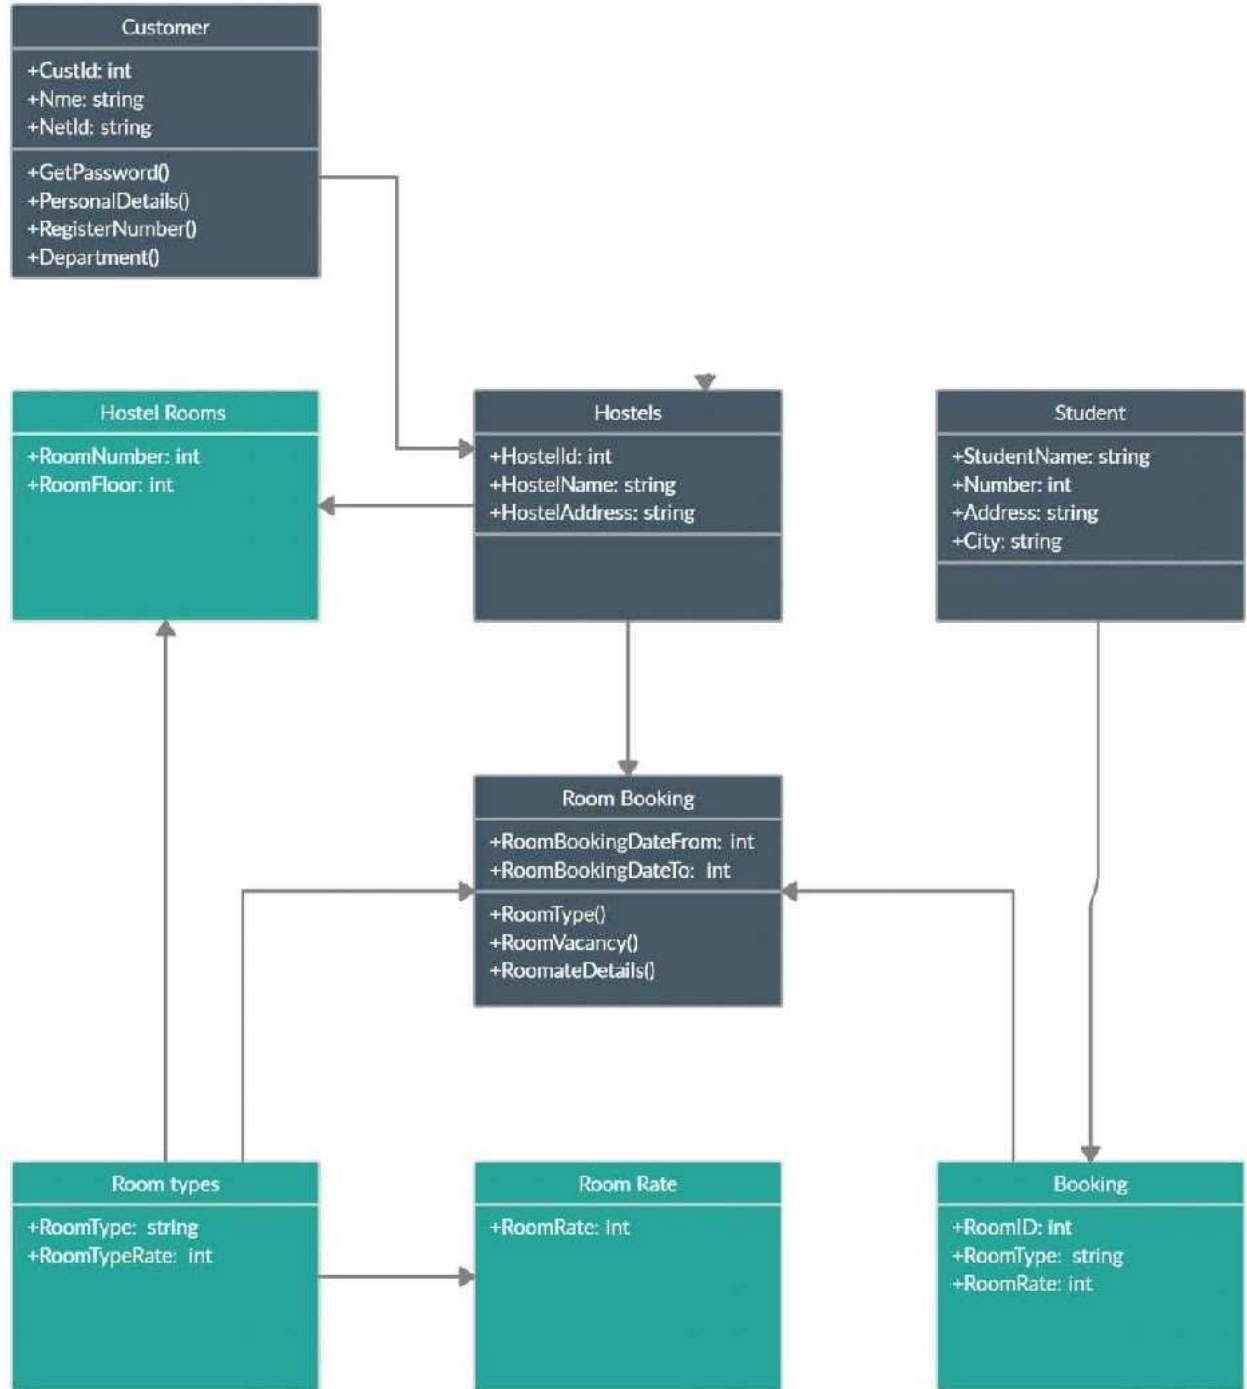 Customer
+CustId: int
+Nme: string
+NetId: string
+GetPassword()
+PersonalDetails()
+RegisterNumber()
+Department()
Hostel Rooms
+RoomNumber: int
+RoomFloor: int
Hostels
+HostelId: int
+HostelName: string
+HostelAddress: string
Student
+StudentName: string
+Number: int
+Address: string
+City: string
Room Booking
+RoomBookingDateFrom: int
+RoomBookingDateTo: int
+RoomType()
+RoomVacancy()
+RoomateDetails()
Room types
+RoomType: string
+RoomTypeRate: int
Room Rate
+RoomRate: int
Booking
+RoomID: int
+RoomType: string
+RoomRate: int